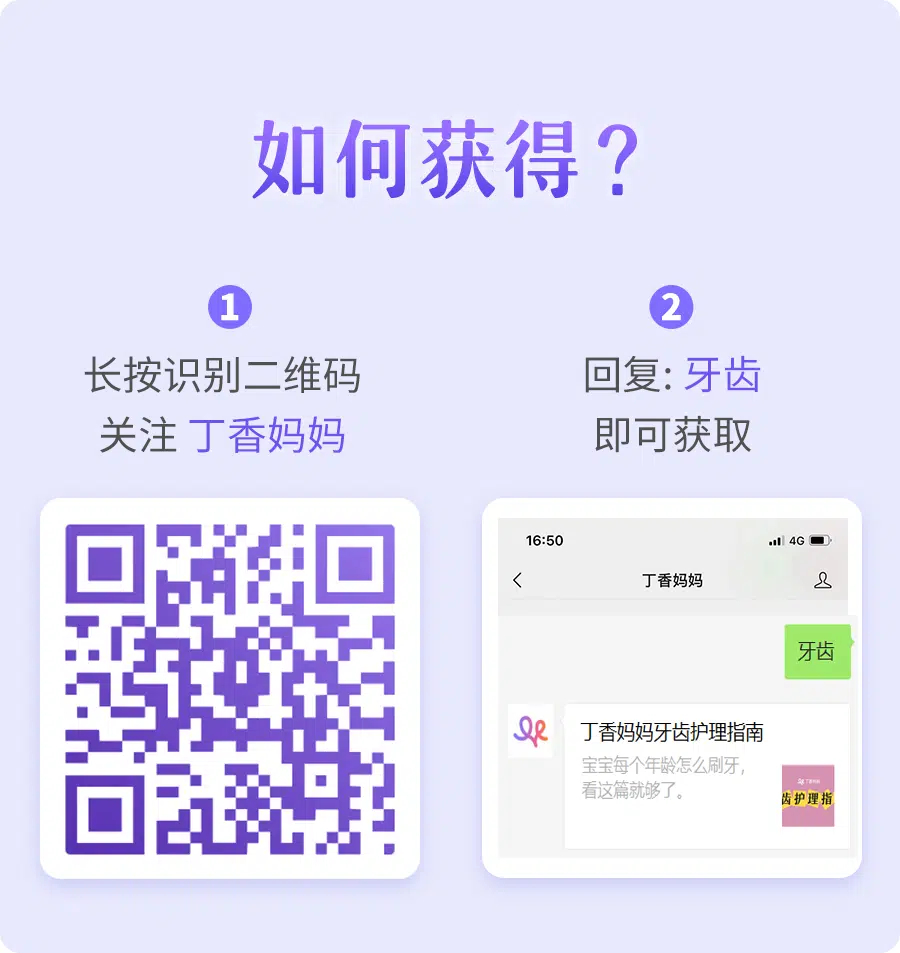 如何获得？
1
长按识别二维码
关注 丁香妈妈
2
回复: 牙齿
即可获取
16:50
4G
丁香妈妈
牙齿
丁香妈妈牙齿护理指南
宝宝每个年龄怎么刷牙，
看这篇就够了。
齿护理指